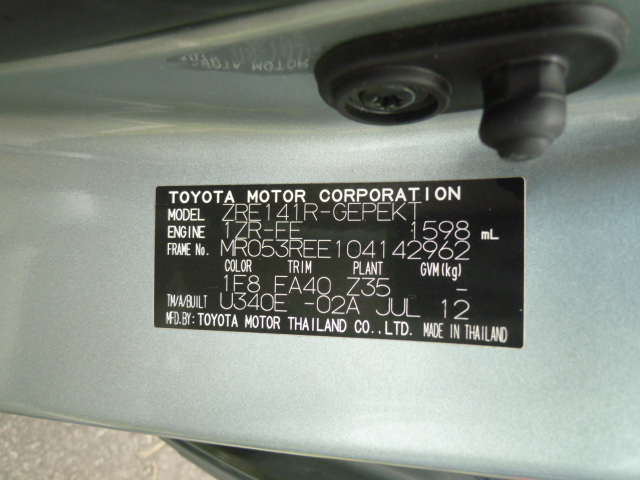 TOYOTA MOTOR CORPORATION
MODEL ZRE141R-GEPEKT
ENGINE 1ZR-FE 1598 mL
FRAME No. MR053REE104142962
COLOR TRIM PLANT GVM(kg)
1F8 FA40 Z35 -
TM/A/BUILT U340E -02A JUL 12
MFD.BY: TOYOTA MOTOR THAILAND CO.,LTD. MADE IN THAILAND